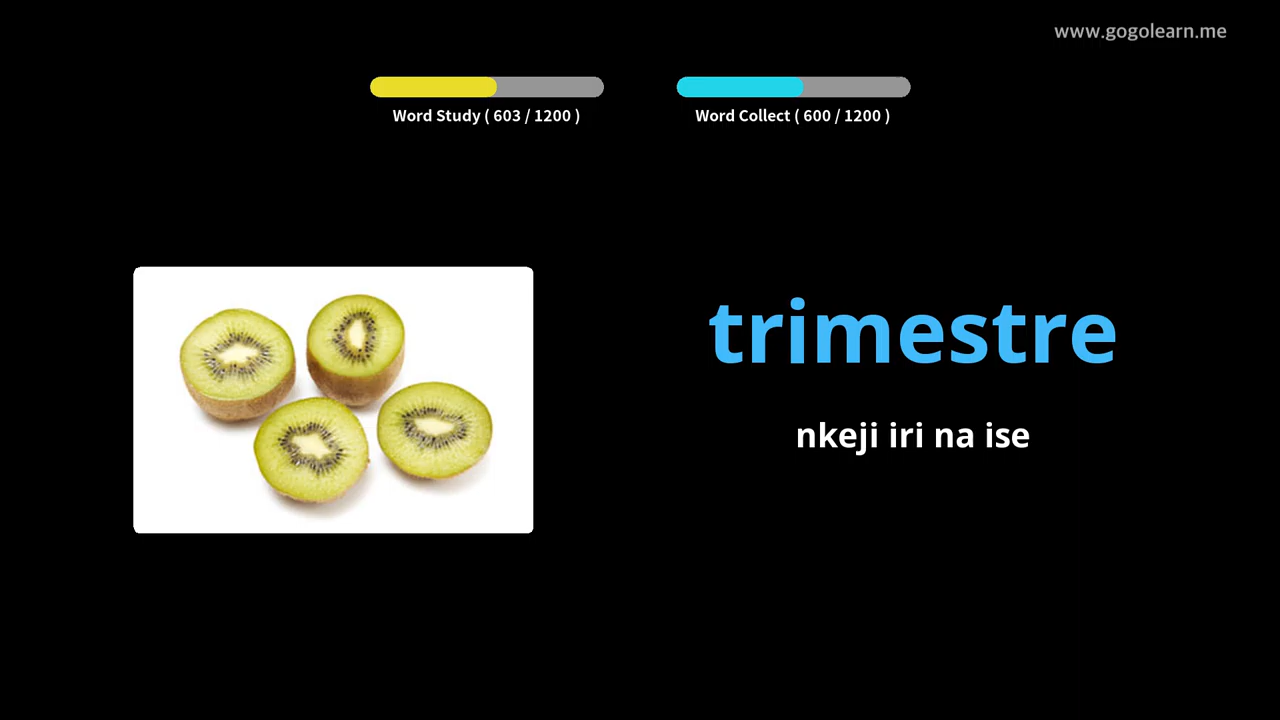 www.gogolearn.me
Word Study ( 603 / 1200 )
Word Collect ( 600 / 1200 )
trimestre
nkeji iri na ise